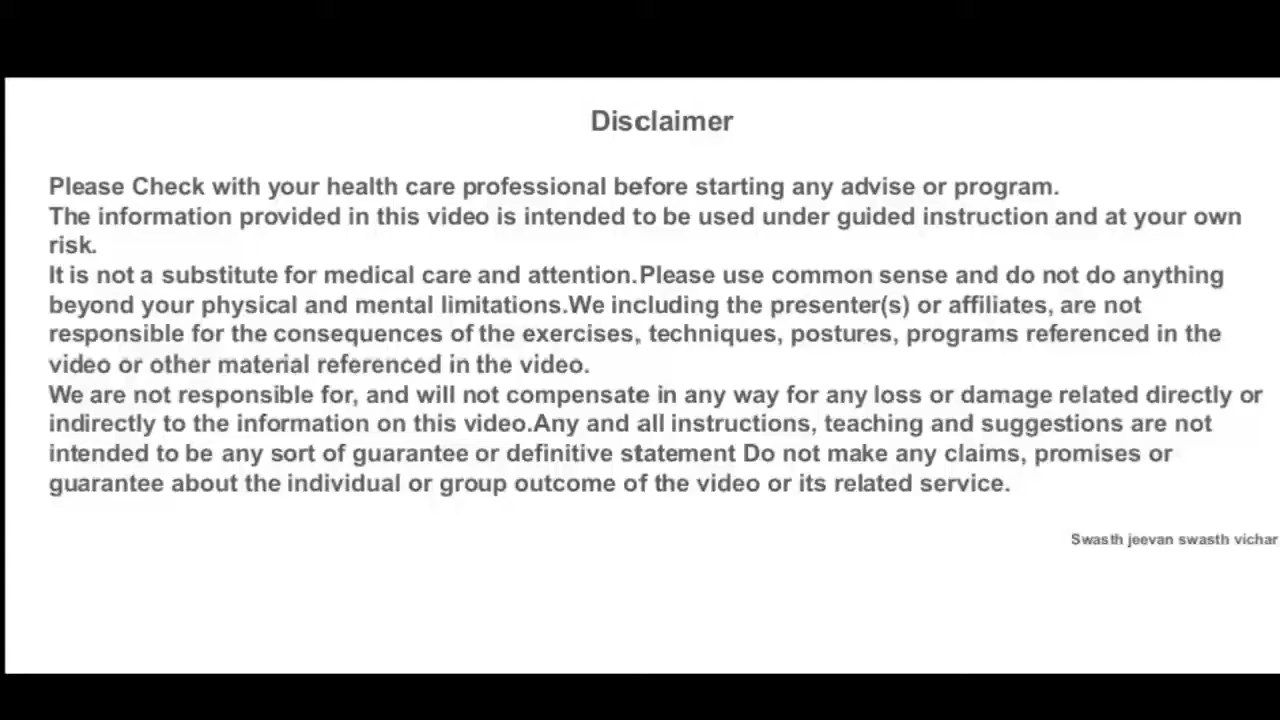 Disclaimer
Please Check with your health care professional before starting any advise or program.
The information provided in this video is intended to be used under guided instruction and at your own
risk.
It is not a substitute for medical care and attention.Please use common sense and do not do anything
beyond your physical and mental limitations.We including the presenter(s) or affiliates, are not
responsible for the consequences of the exercises, techniques, postures, programs referenced in the
video or other material referenced in the video.
We are not responsible for, and will not compensate in any way for any loss or damage related directly or
indirectly to the information on this video.Any and all instructions, teaching and suggestions are not
intended to be any sort of guarantee or definitive statement Do not make any claims, promises or
guarantee about the individual or group outcome of the video or its related service.
Swasth jeevan swasth vichar